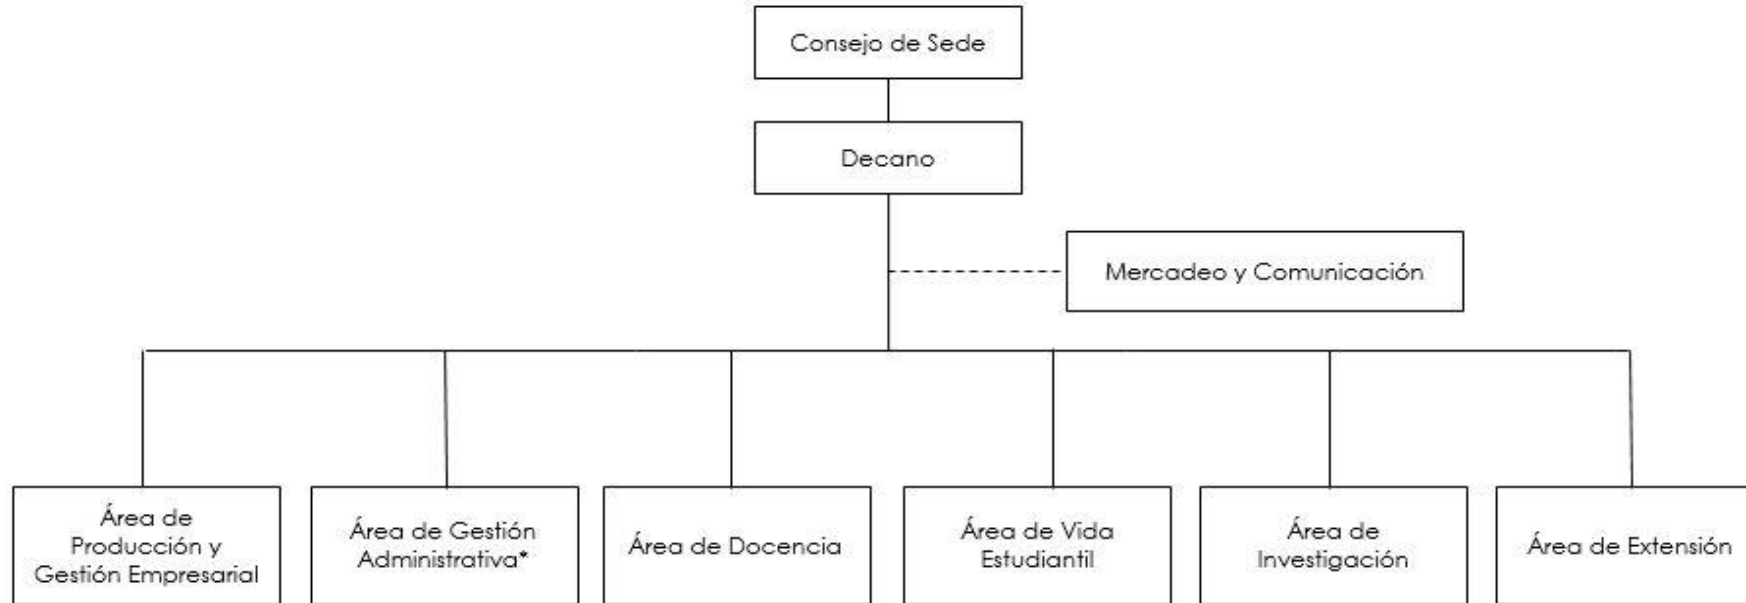 Consejo de Sede
Decano
Mercadeo y Comunicación
Área de
Producción y
Gestión Empresarial
Área de Gestión
Administrativa*
Área de Docencia
Área de Vida
Estudiantil
Área de
Investigación
Área de Extensión